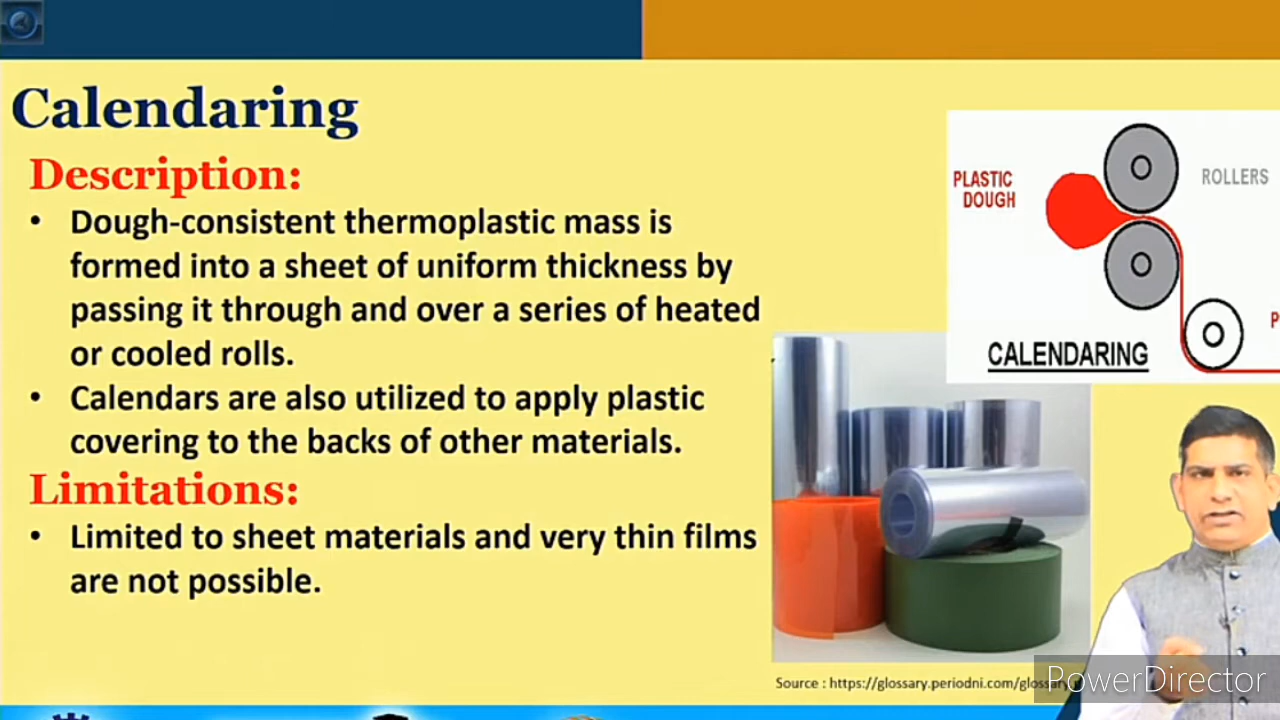 Calendaring
Description:
• Dough-consistent thermoplastic mass is
formed into a sheet of uniform thickness by
passing it through and over a series of heated
or cooled rolls.
• Calendars are also utilized to apply plastic
covering to the backs of other materials.
Limitations:
• Limited to sheet materials and very thin films
are not possible.
PLASTIC
DOUGH
ROLLERS
CALENDARING
Source : https://glossary.periodni.com/glossary
PowerDirector